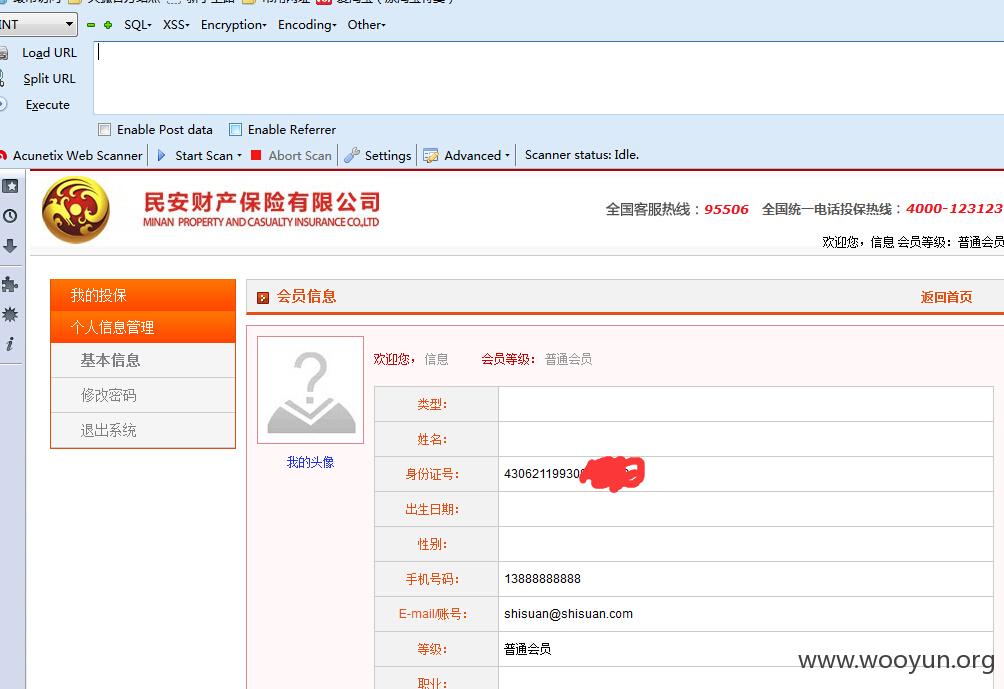 INT SQL- XSS- Encryption- Encoding- Other-
Load URL
Split URL
Execute
Enable Post data Enable Referrer
Acunetix Web Scanner Start Scan Abort Scan Settings Advanced Scanner status: Idle.
民安财产保险有限公司
MINAN PROPERTY AND CASUALTY INSURANCE CO.,LTD
全国客服热线：95506 全国统一电话投保热线：4000-123123
欢迎您，信息 会员等级：普通会员
我的投保
个人信息管理
基本信息
修改密码
退出系统
会员信息 返回首页
欢迎您，信息 会员等级：普通会员
我的头像
类型：
姓名：
身份证号： 43062119930
出生日期：
性别：
手机号码： 13888888888
E-mail/账号： shisuan@shisuan.com
等级： 普通会员
职业：
www.wooyun.org